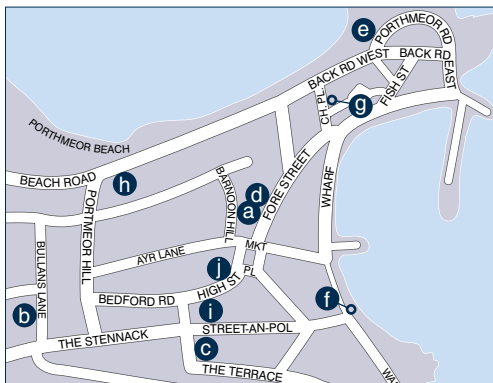 e
PORTHMEOR RD
BACK RD WEST
BACK RD
EAST
FISH ST
CH. PL
g
PORTHMEOR BEACH
BEACH ROAD
h
d
a
FORE STREET
WHARF
BARNOON HILL
PORTMEOR HILL
BULLANS LANE
AYR LANE
MKT
PL
j
HIGH ST
BEDFORD RD
i
f
b
THE STENNACK
STREET-AN-POL
c
THE TERRACE